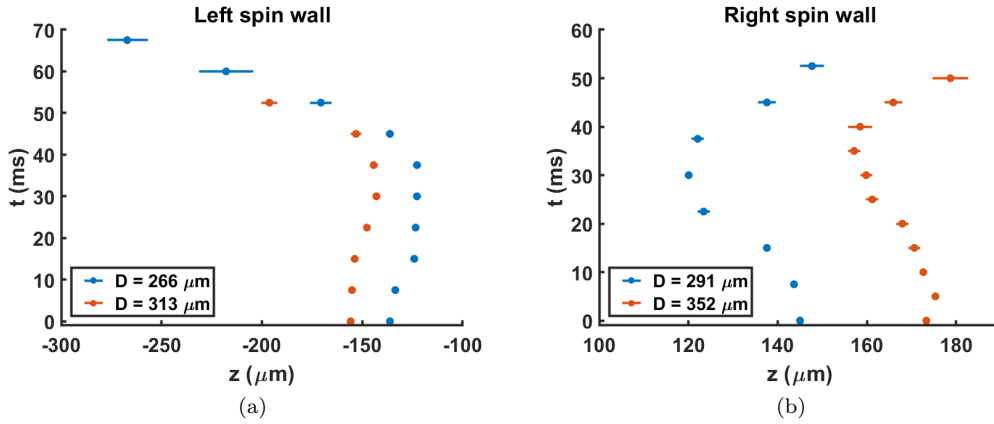 Left spin wall
70
60
50
40
30
20
10
0
t (ms)
D = 266 μm
D = 313 μm
-300 -250 -200 -150 -100
z (μm)
(a)
Right spin wall
60
50
40
30
20
10
0
t (ms)
D = 291 μm
D = 352 μm
100 120 140 160 180
z (μm)
(b)